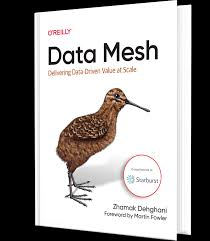 O'REILLY
Data Mesh
Delivering Data-Driven Value at Scale
Starburst
Zhamak Dehghani
Foreword by Martin Fowler